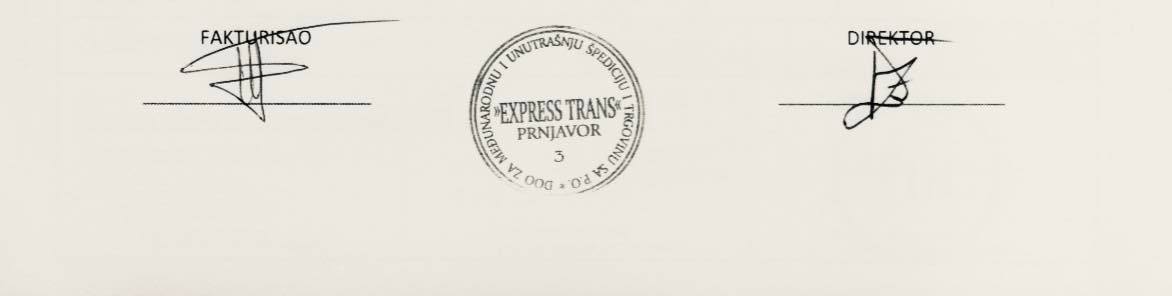 FAKTURISAO
DIREKTOR
DOO ZA MEĐUNARODNU I UNUTRAŠNJU ŠPEDICIJU I TRGOVINU SA P.O. *
»EXPRESS TRANS«
PRNJAVOR
3